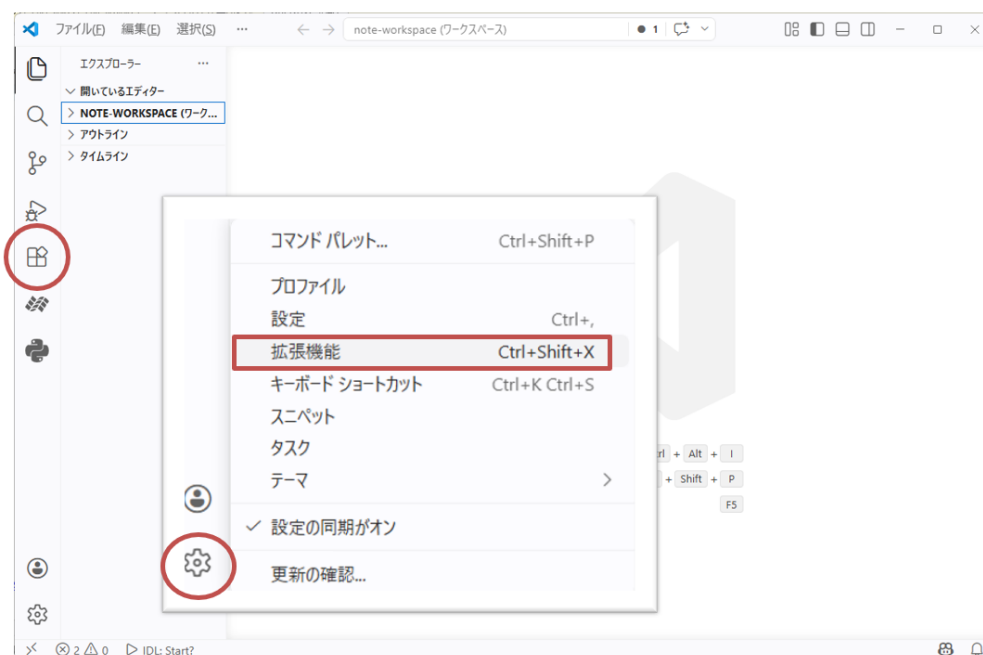 ファイル(F) 編集(E) 選択(S) ··· ← → note-workspace (ワークスペース) ● 1
エクスプローラー ···
開いているエディター
NOTE-WORKSPACE (ワーク...
アウトライン
タイムライン
コマンド パレット... Ctrl+Shift+P
プロファイル
設定 Ctrl+,
拡張機能 Ctrl+Shift+X
キーボード ショートカット Ctrl+K Ctrl+S
スニペット
タスク
テーマ
✓ 設定の同期がオン
更新の確認...
+ Alt + I
+ Shift + P
F5
2 0 IDL: Start?